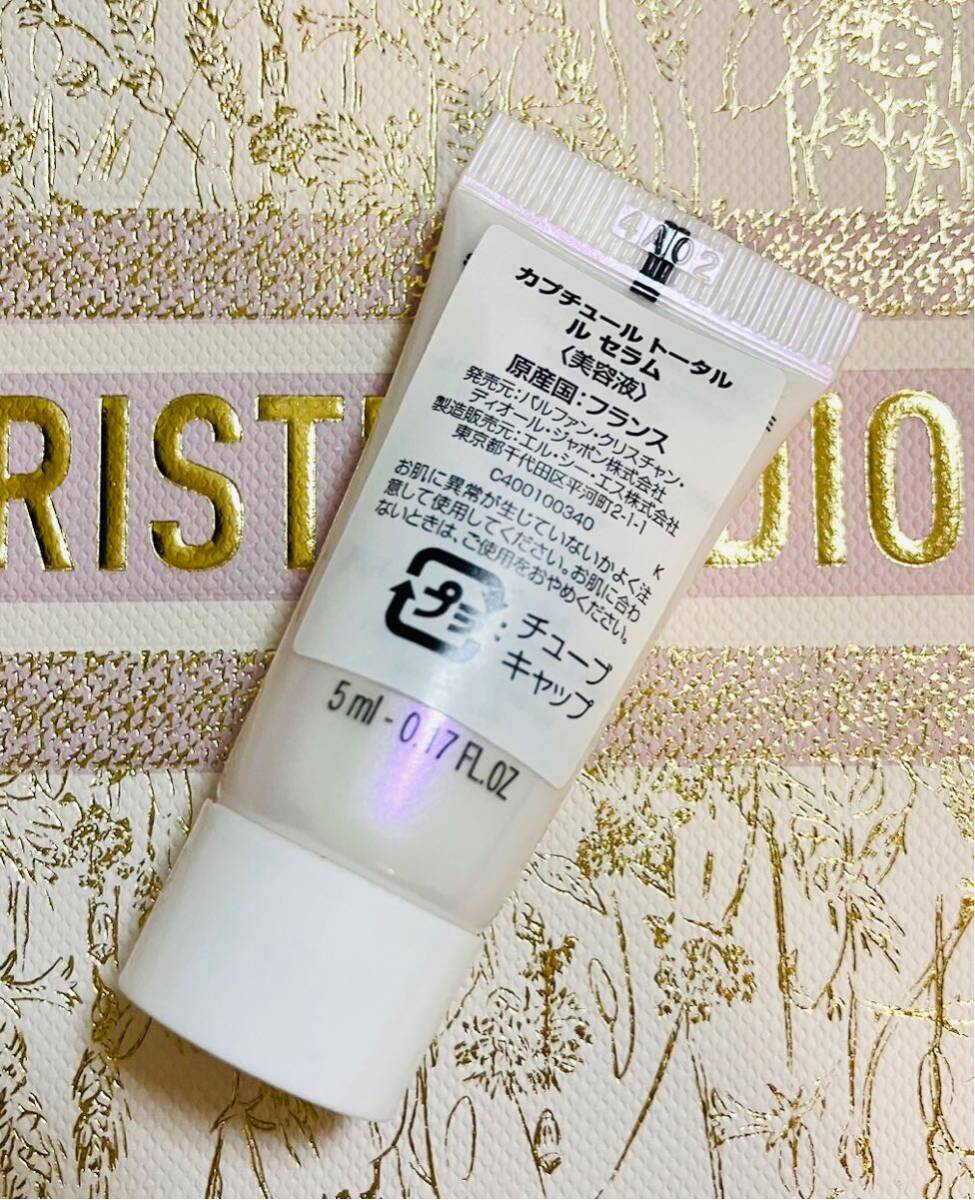 4A02
カプチュール トータル
ル セラム
〈美容液〉
原産国：フランス
発売元：パルファン・クリスチャン・
ディオール・ジャポン株式会社
製造販売元：エル・シー・エス株式会社
東京都千代田区平河町2-1-1
C400100340
K
お肌に異常が生じていないかよく注
意して使用してください。お肌に合わ
ないときは、ご使用をおやめください。
プ：チューブ
キャップ
5 ml - 0.17 FL.OZ
RIST
DIO